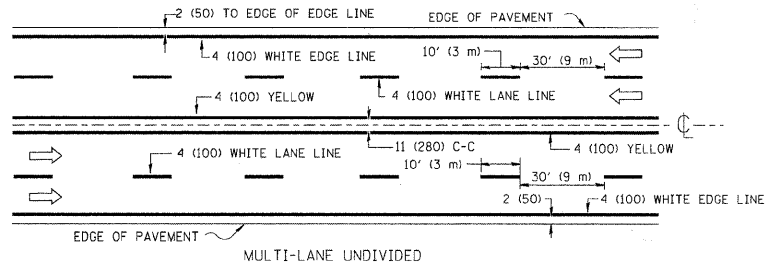 2 (50) TO EDGE OF EDGE LINE
EDGE OF PAVEMENT
4 (100) WHITE EDGE LINE
10' (3 m)
30' (9 m)
4 (100) YELLOW
4 (100) WHITE LANE LINE
℄
4 (100) WHITE LANE LINE
11 (280) C-C
4 (100) YELLOW
10' (3 m)
30' (9 m)
2 (50)
4 (100) WHITE EDGE LINE
EDGE OF PAVEMENT
MULTI-LANE UNDIVIDED